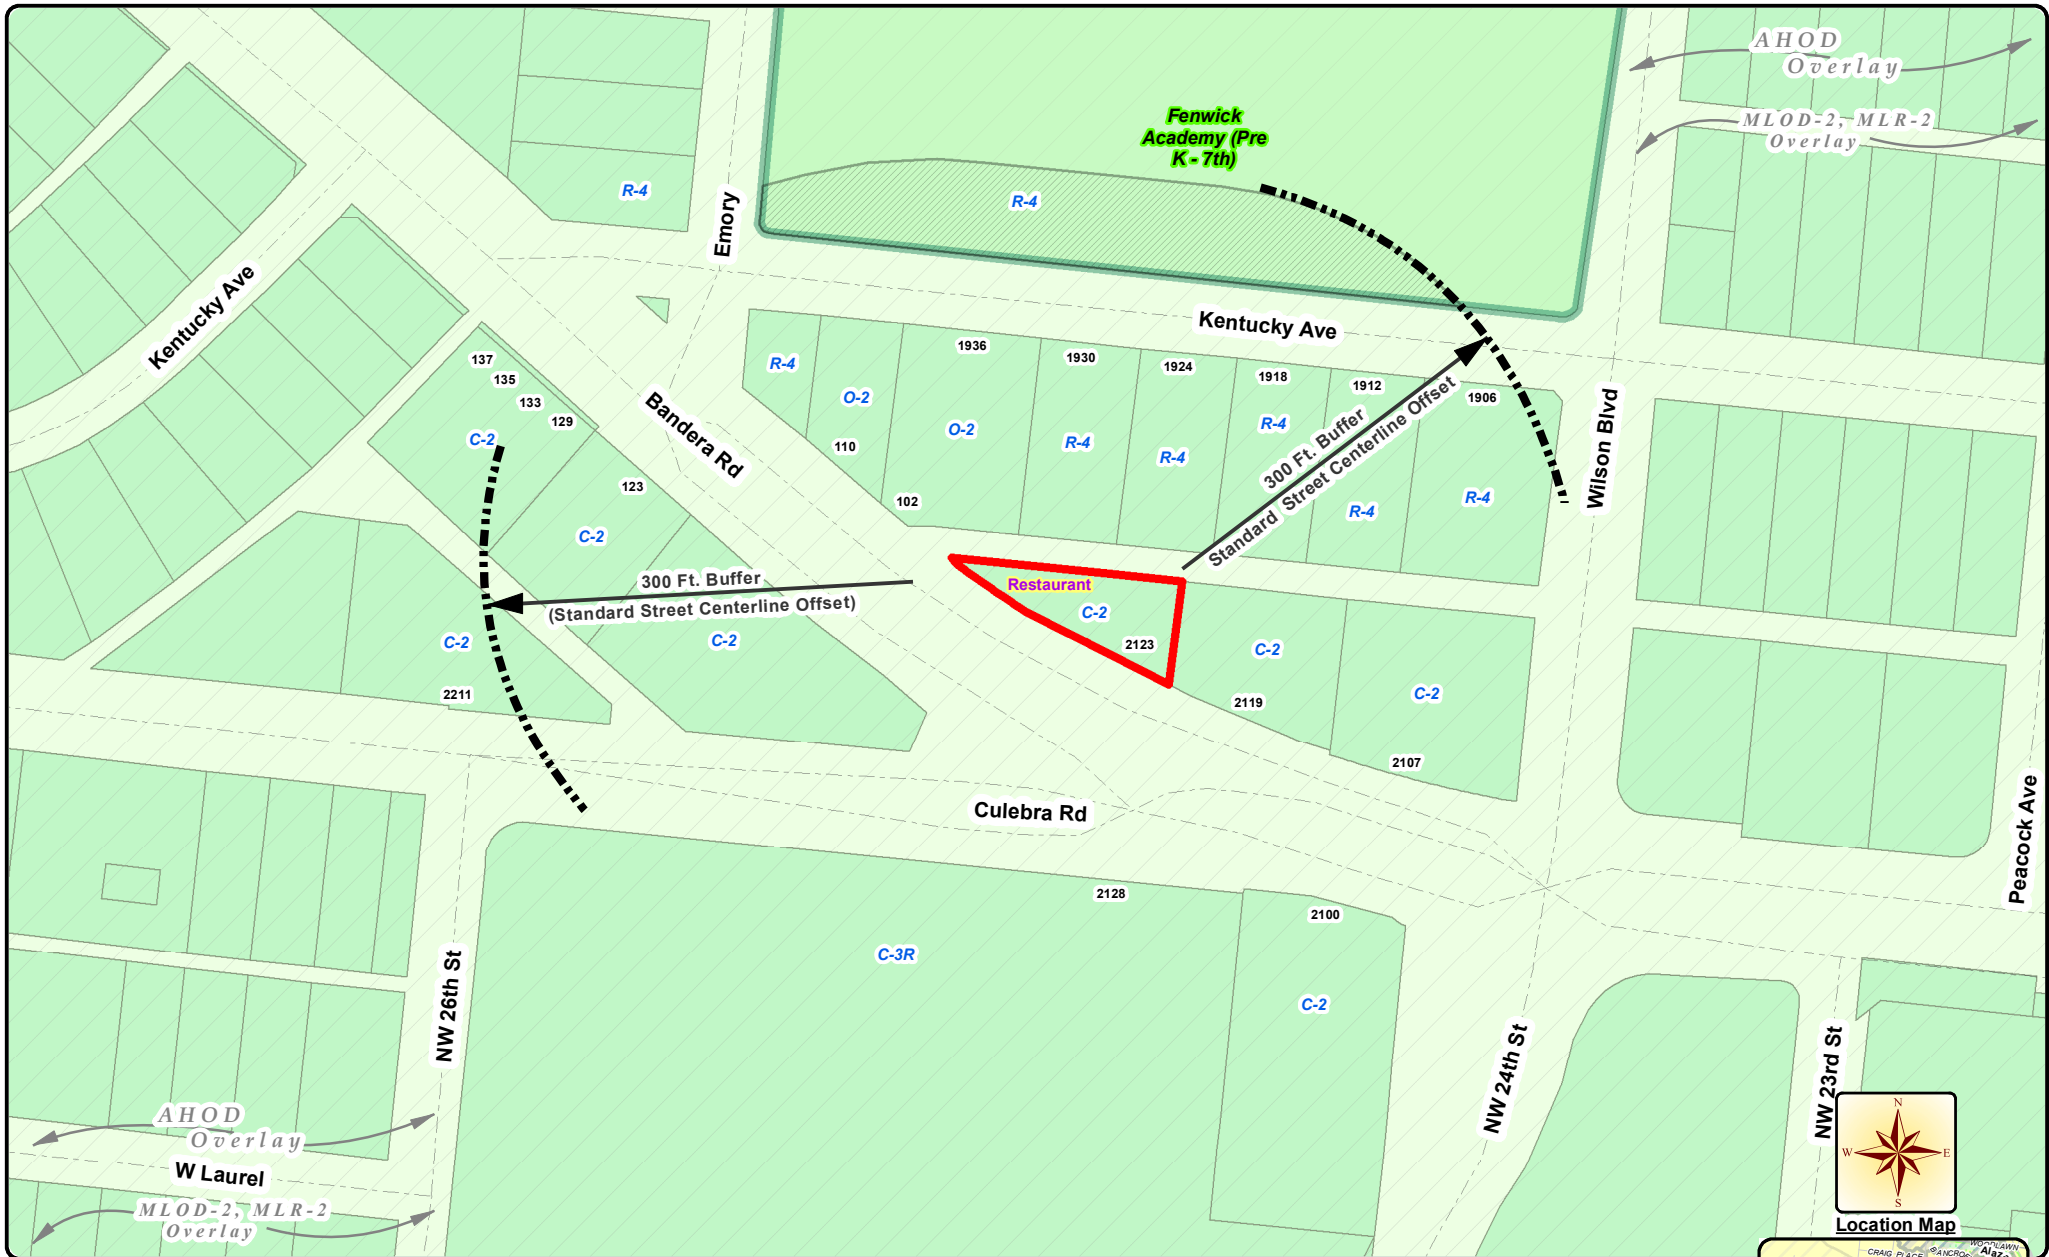 AHOD
Overlay
MLOD-2, MLR-2
Overlay
Fenwick
Academy (Pre
K - 7th)
R-4
R-4
Emory
Kentucky Ave
Kentucky Ave
1936
1930
1924
1918
1912
1906
R-4
O-2
O-2
R-4
R-4
R-4
R-4
R-4
110
102
137
135
133
129
C-2
123
C-2
Bandera Rd
Wilson Blvd
300 Ft. Buffer
Standard Street Centerline Offset
300 Ft. Buffer
(Standard Street Centerline Offset)
Restaurant
C-2
2123
C-2
C-2
2211
C-2
2119
C-2
2107
Culebra Rd
Peacock Ave
2128
2100
C-3R
C-2
NW 26th St
NW 24th St
NW 23rd St
AHOD
Overlay
W Laurel
MLOD-2, MLR-2
Overlay
N
W
E
S
Location Map
WOODLAWN
CRAIG PLACE
BANCROF
Alaz